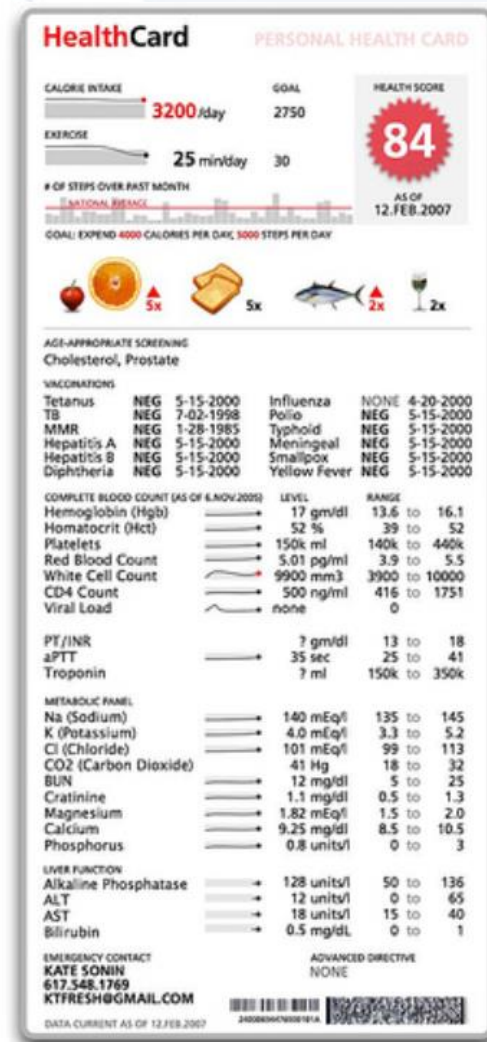 HealthCard PERSONAL HEALTH CARD
CALORIE INTAKE GOAL HEALTH SCORE
3200 /day 2750
EXERCISE
25 min/day 30
84
# OF STEPS OVER PAST MONTH
NATIONAL AVERAGE
AS OF
12.FEB.2007
GOAL: EXPEND 4000 CALORIES PER DAY, 5000 STEPS PER DAY
5x 5x 2x 2x
AGE-APPROPRIATE SCREENING
Cholesterol, Prostate
VACCINATIONS
Tetanus NEG 5-15-2000 Influenza NONE 4-20-2000
TB NEG 7-02-1998 Polio NEG 5-15-2000
MMR NEG 1-28-1985 Typhoid NEG 5-15-2000
Hepatitis A NEG 5-15-2000 Meningeal NEG 5-15-2000
Hepatitis B NEG 5-15-2000 Smallpox NEG 5-15-2000
Diphtheria NEG 5-15-2000 Yellow Fever NEG 5-15-2000
COMPLETE BLOOD COUNT (AS OF 6.NOV.2005) LEVEL RANGE
Hemoglobin (Hgb) 17 gm/dl 13.6 to 16.1
Homatocrit (Hct) 52 % 39 to 52
Platelets 150k ml 140k to 440k
Red Blood Count 5.01 pg/ml 3.9 to 5.5
White Cell Count 9900 mm3 3900 to 10000
CD4 Count 500 ng/ml 416 to 1751
Viral Load none 0
PT/INR ? gm/dl 13 to 18
aPTT 35 sec 25 to 41
Troponin ? ml 150k to 350k
METABOLIC PANEL
Na (Sodium) 140 mEq/l 135 to 145
K (Potassium) 4.0 mEq/l 3.3 to 5.2
Cl (Chloride) 101 mEq/l 99 to 113
CO2 (Carbon Dioxide) 41 Hg 18 to 32
BUN 12 mg/dl 5 to 25
Cratinine 1.1 mg/dl 0.5 to 1.3
Magnesium 1.82 mEq/l 1.5 to 2.0
Calcium 9.25 mg/dl 8.5 to 10.5
Phosphorus 0.8 units/l 0 to 3
LIVER FUNCTION
Alkaline Phosphatase 128 units/l 50 to 136
ALT 12 units/l 0 to 65
AST 18 units/l 15 to 40
Bilirubin 0.5 mg/dL 0 to 1
EMERGENCY CONTACT ADVANCED DIRECTIVE
KATE SONIN NONE
617.548.1769
KTFRESH@GMAIL.COM
DATA CURRENT AS OF 12.FEB.2007